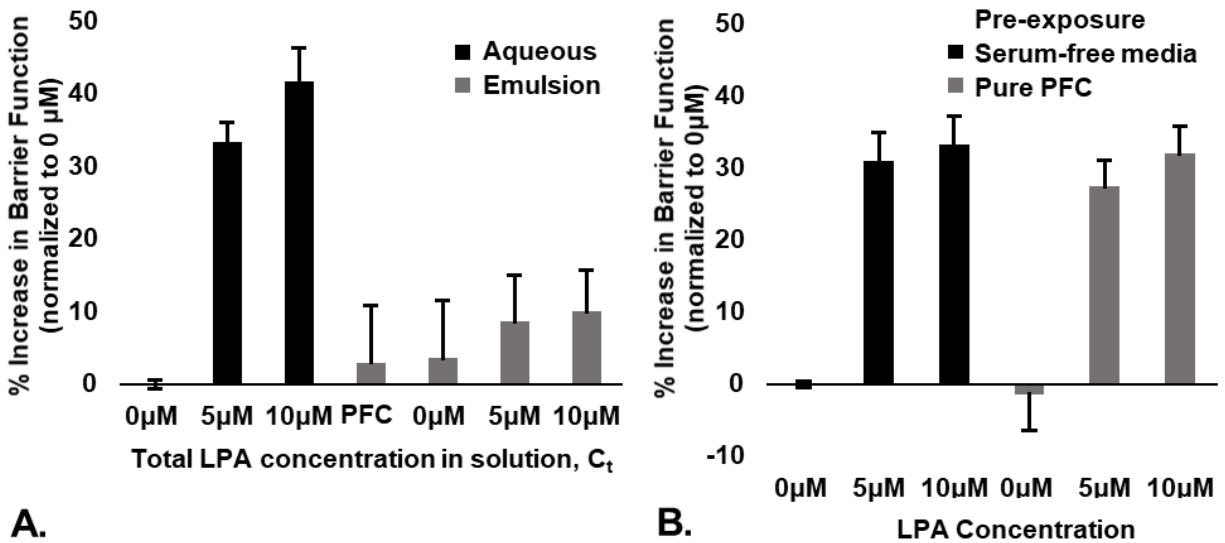 % Increase in Barrier Function
(normalized to 0 µM)
50
40
30
20
10
0
Aqueous
Emulsion
0µM 5µM 10µM PFC 0µM 5µM 10µM
Total LPA concentration in solution, Ct
A.
% Increase in Barrier Function
(normalized to 0µM)
50
40
30
20
10
0
-10
Pre-exposure
Serum-free media
Pure PFC
0µM 5µM 10µM 0µM 5µM 10µM
LPA Concentration
B.